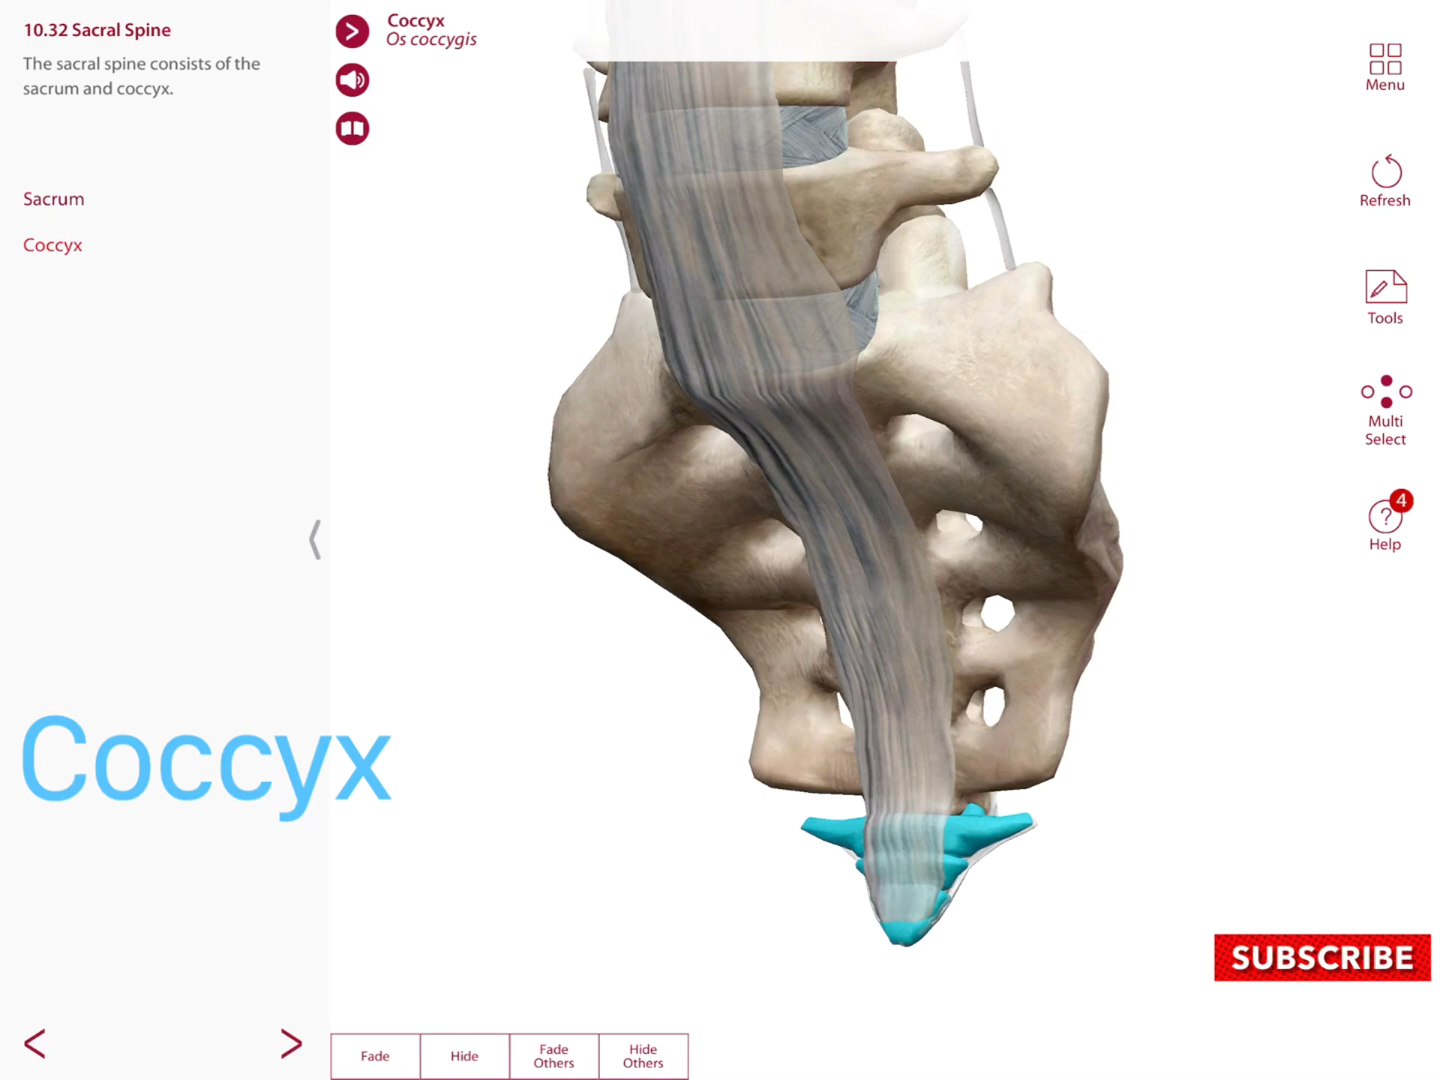 10.32 Sacral Spine
The sacral spine consists of the
sacrum and coccyx.
Sacrum
Coccyx
Coccyx
Os coccygis
Menu
Refresh
Tools
Multi
Select
4
?
Help
Coccyx
SUBSCRIBE
< >
Fade
Hide
Fade
Others
Hide
Others